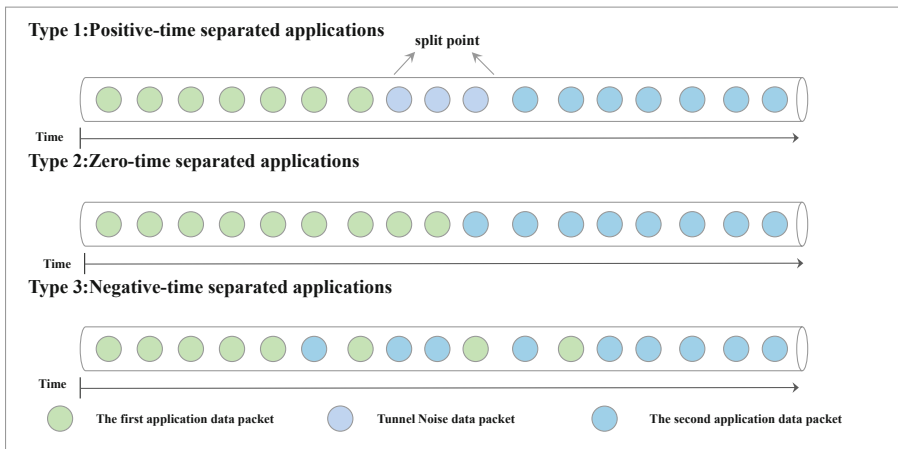 Type 1:Positive-time separated applications
split point
Time
Type 2:Zero-time separated applications
Time
Type 3:Negative-time separated applications
Time
The first application data packet
Tunnel Noise data packet
The second application data packet